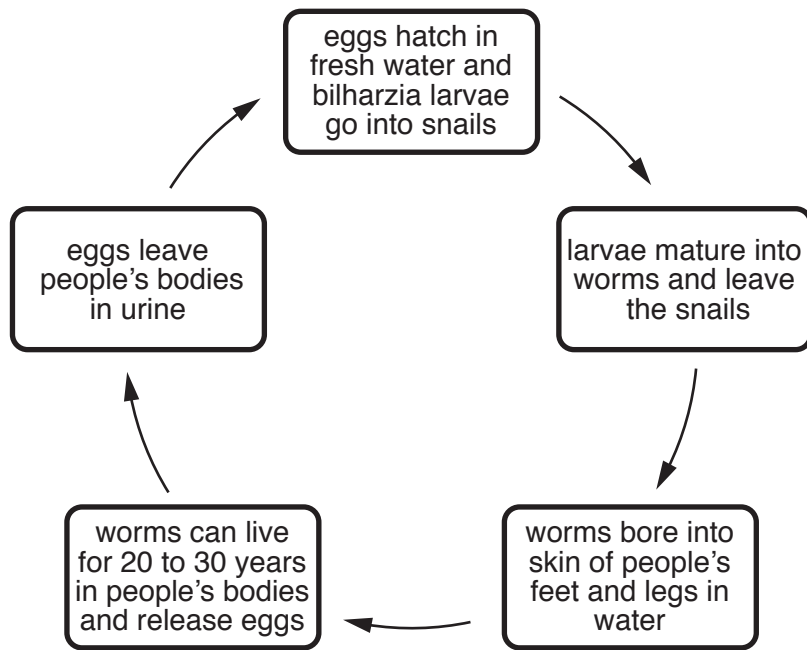 eggs hatch in
fresh water and
bilharzia larvae
go into snails
larvae mature into
worms and leave
the snails
worms bore into
skin of people’s
feet and legs in
water
worms can live
for 20 to 30 years
in people’s bodies
and release eggs
eggs leave
people’s bodies
in urine